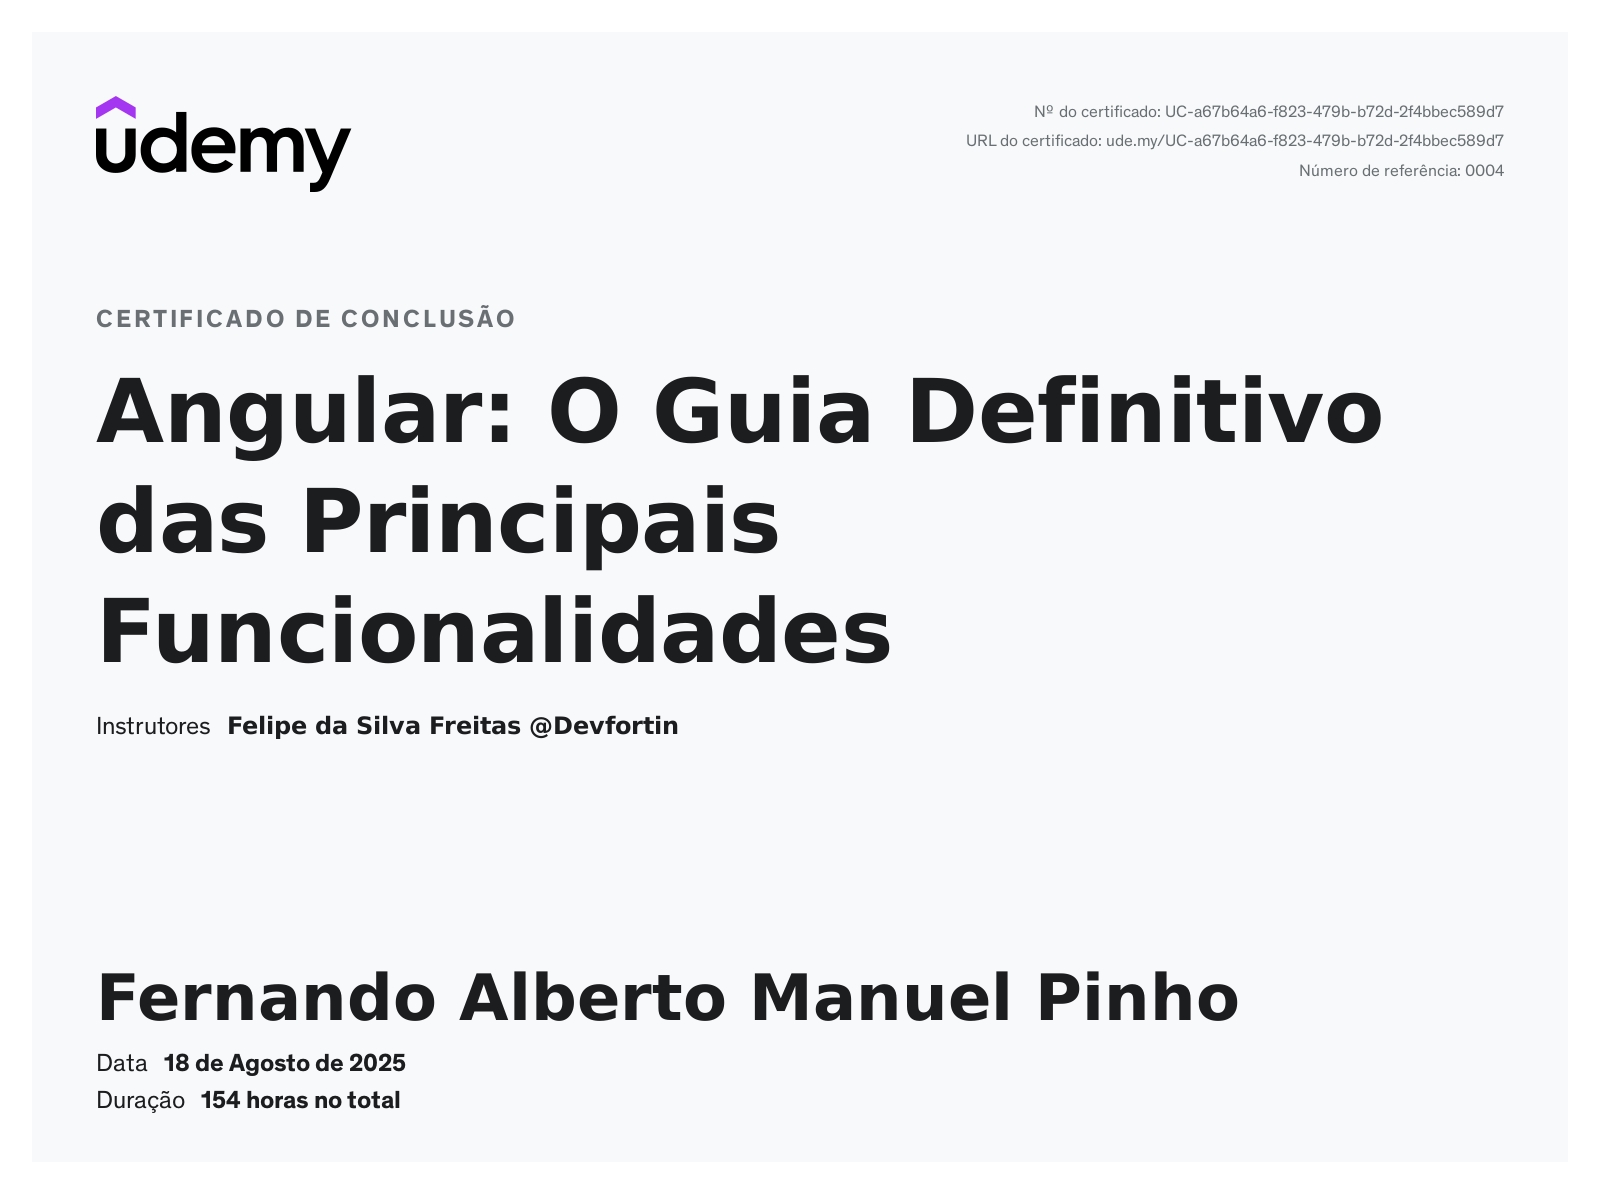 udemy
Nº do certificado: UC-a67b64a6-f823-479b-b72d-2f4bbec589d7
URL do certificado: ude.my/UC-a67b64a6-f823-479b-b72d-2f4bbec589d7
Número de referência: 0004
CERTIFICADO DE CONCLUSÃO
Angular: O Guia Definitivo
das Principais
Funcionalidades
Instrutores Felipe da Silva Freitas @Devfortin
Fernando Alberto Manuel Pinho
Data 18 de Agosto de 2025
Duração 154 horas no total